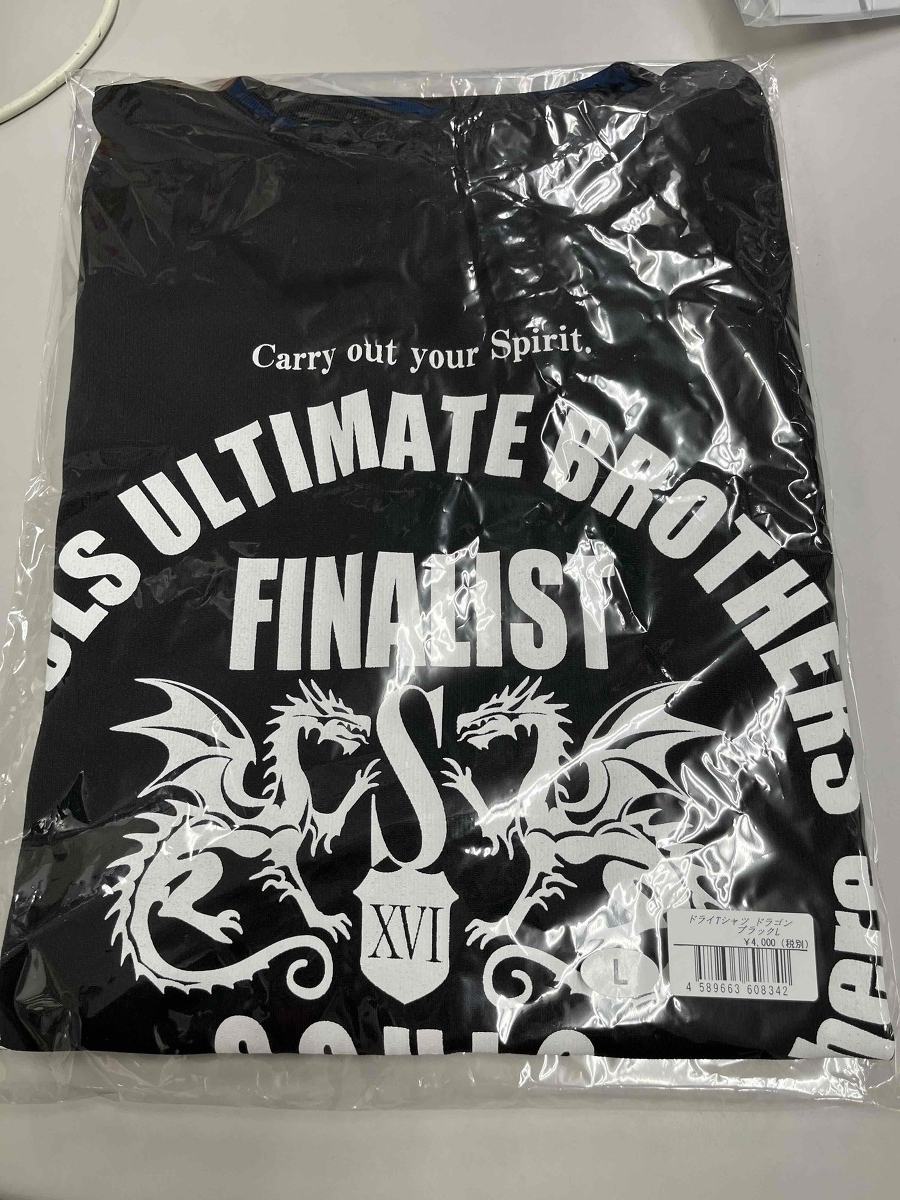 Carry out your Spirit.
ULTIMATE BROTHERS
FINALIST
S
XVI
ドライTシャツ ドラゴン
ブラックL
¥4,000(税別)
4 589663 608342
L
here